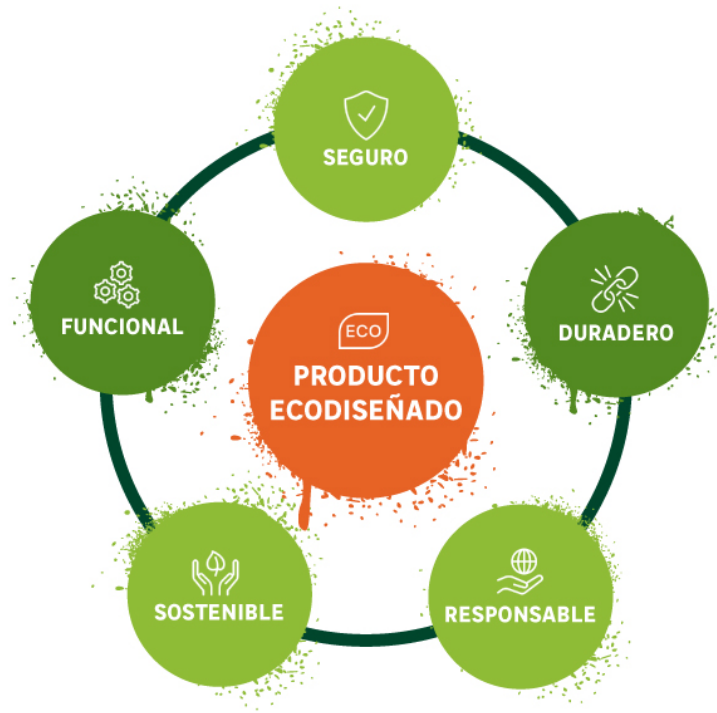 SEGURO
FUNCIONAL
DURADERO
ECO
PRODUCTO
ECODISEÑADO
SOSTENIBLE
RESPONSABLE